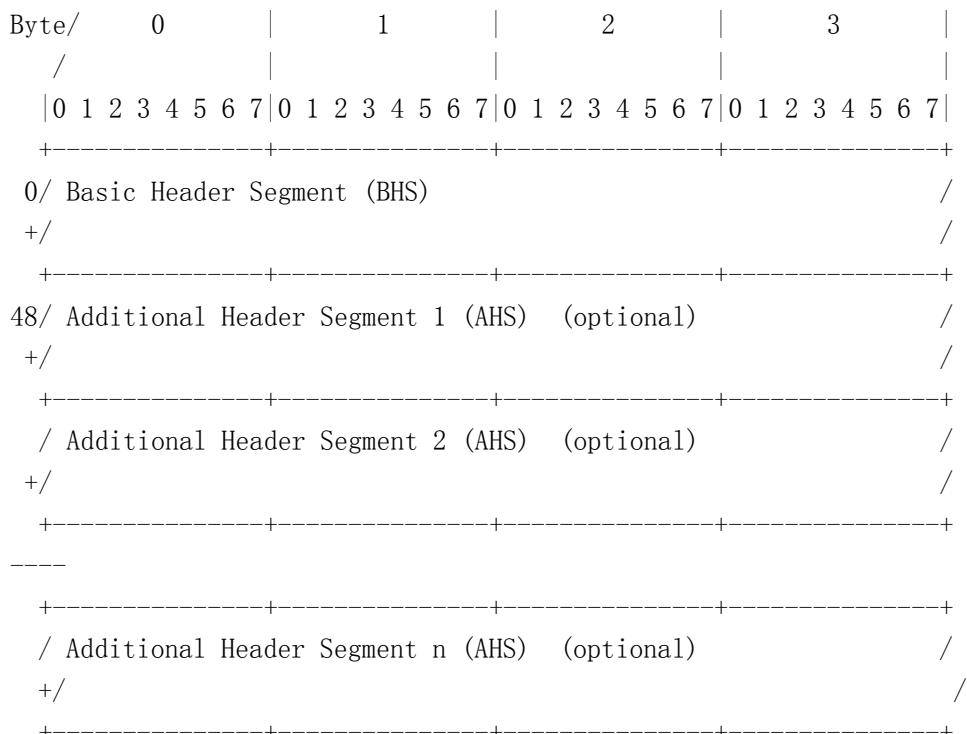 Byte/     0       |       1       |       2       |       3       |
   /              |               |               |               |
  |0 1 2 3 4 5 6 7|0 1 2 3 4 5 6 7|0 1 2 3 4 5 6 7|0 1 2 3 4 5 6 7|
  +---------------+---------------+---------------+---------------+
 0/ Basic Header Segment (BHS)                                    /
 +/                                                               /
  +---------------+---------------+---------------+---------------+
48/ Additional Header Segment 1 (AHS)  (optional)                 /
 +/                                                               /
  +---------------+---------------+---------------+---------------+
  / Additional Header Segment 2 (AHS)  (optional)                 /
 +/                                                               /
  +---------------+---------------+---------------+---------------+
----
  +---------------+---------------+---------------+---------------+
  / Additional Header Segment n (AHS)  (optional)                 /
  +/                                                               /
  +---------------+---------------+---------------+---------------+